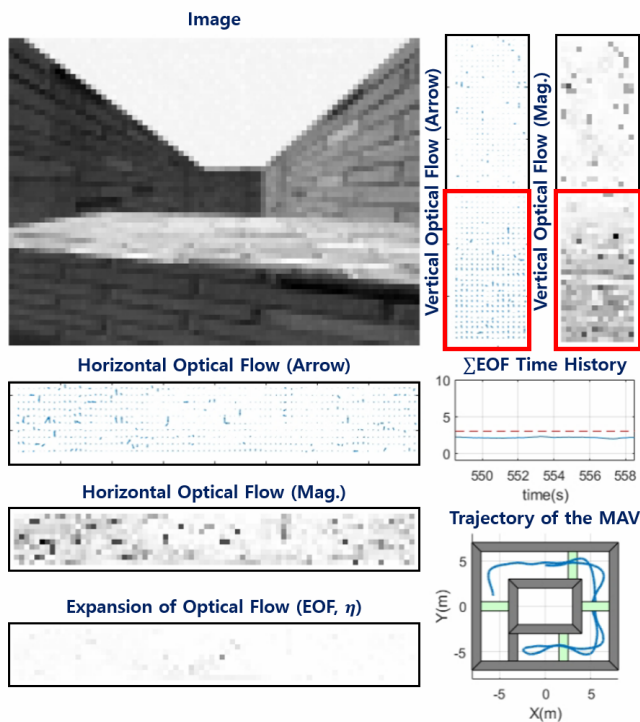 Image
Vertical Optical Flow (Arrow)
Vertical Optical Flow (Mag.)
Horizontal Optical Flow (Arrow)
∑EOF Time History
10
5
0
550 552 554 556 558
time(s)
Horizontal Optical Flow (Mag.)
Trajectory of the MAV
5
0
-5
Y(m)
-5 0 5
X(m)
Expansion of Optical Flow (EOF, η)